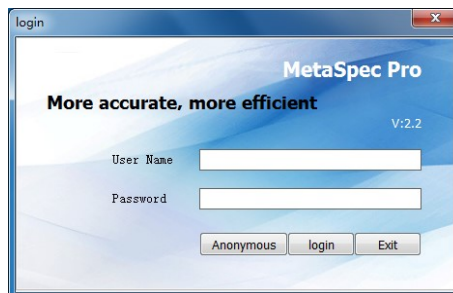 login
MetaSpec Pro
More accurate, more efficient
V:2.2
User Name
Password
Anonymous login Exit